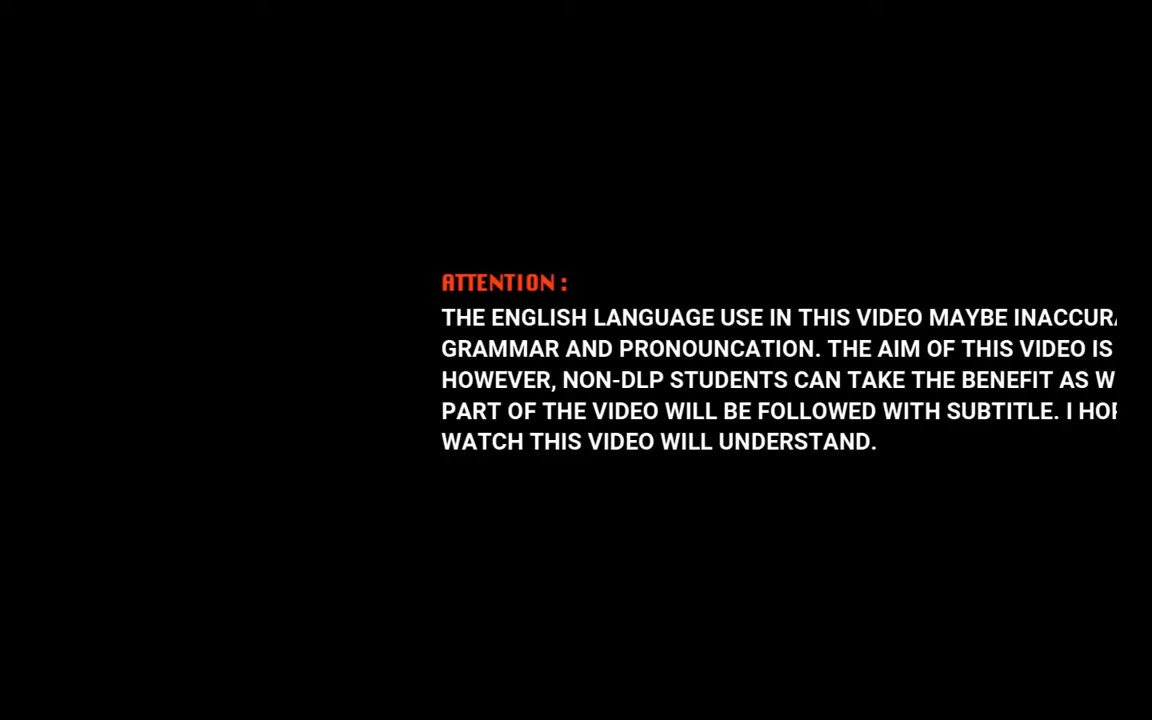 ATTENTION :
THE ENGLISH LANGUAGE USE IN THIS VIDEO MAYBE
GRAMMAR AND PRONOUNCATION. THE AIM OF THIS VIDEO IS
HOWEVER, NON-DLP STUDENTS CAN TAKE THE BENEFIT AS
PART OF THE VIDEO WILL BE FOLLOWED WITH SUBTITLE. I
WATCH THIS VIDEO WILL UNDERSTAND.